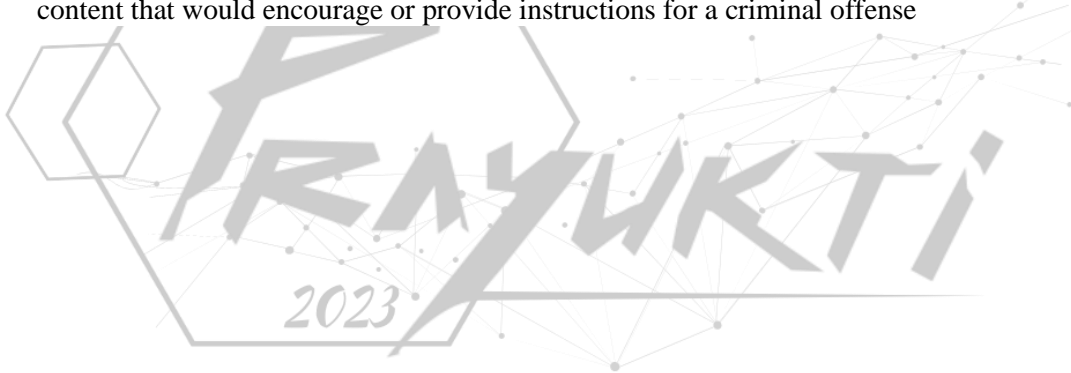 content that would encourage or provide instructions for a criminal offense
PRAYUKTI
2023